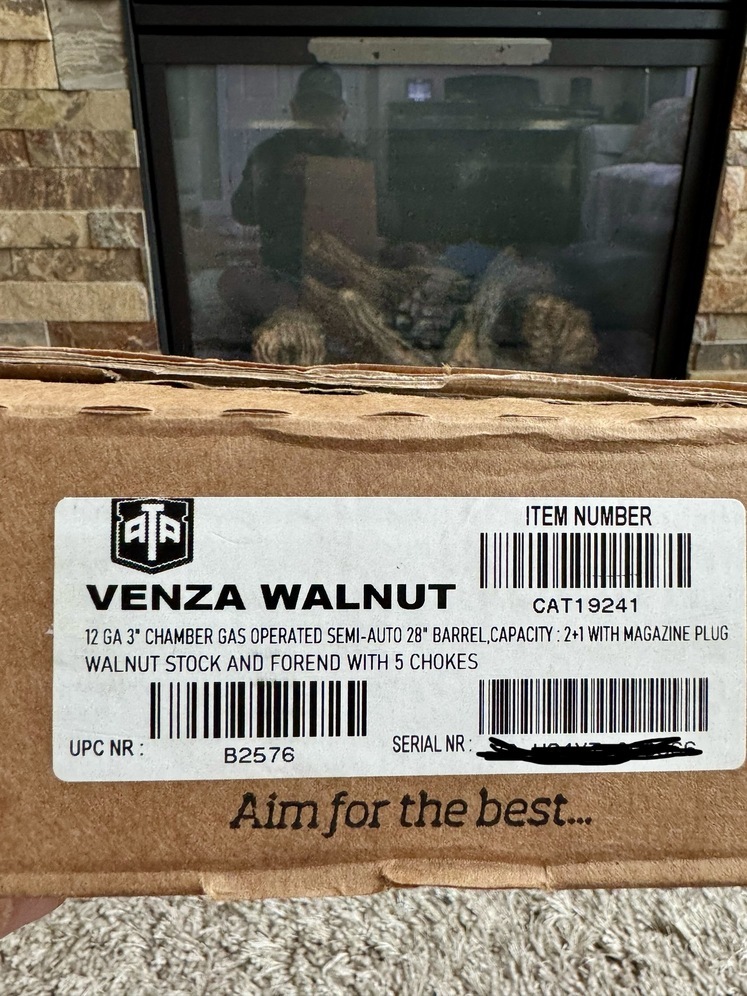 ATA
ITEM NUMBER
CAT19241
VENZA WALNUT
12 GA 3" CHAMBER GAS OPERATED SEMI-AUTO 28" BARREL,CAPACITY : 2+1 WITH MAGAZINE PLUG
WALNUT STOCK AND FOREND WITH 5 CHOKES
UPC NR :
B2576
SERIAL NR :
Aim for the best...